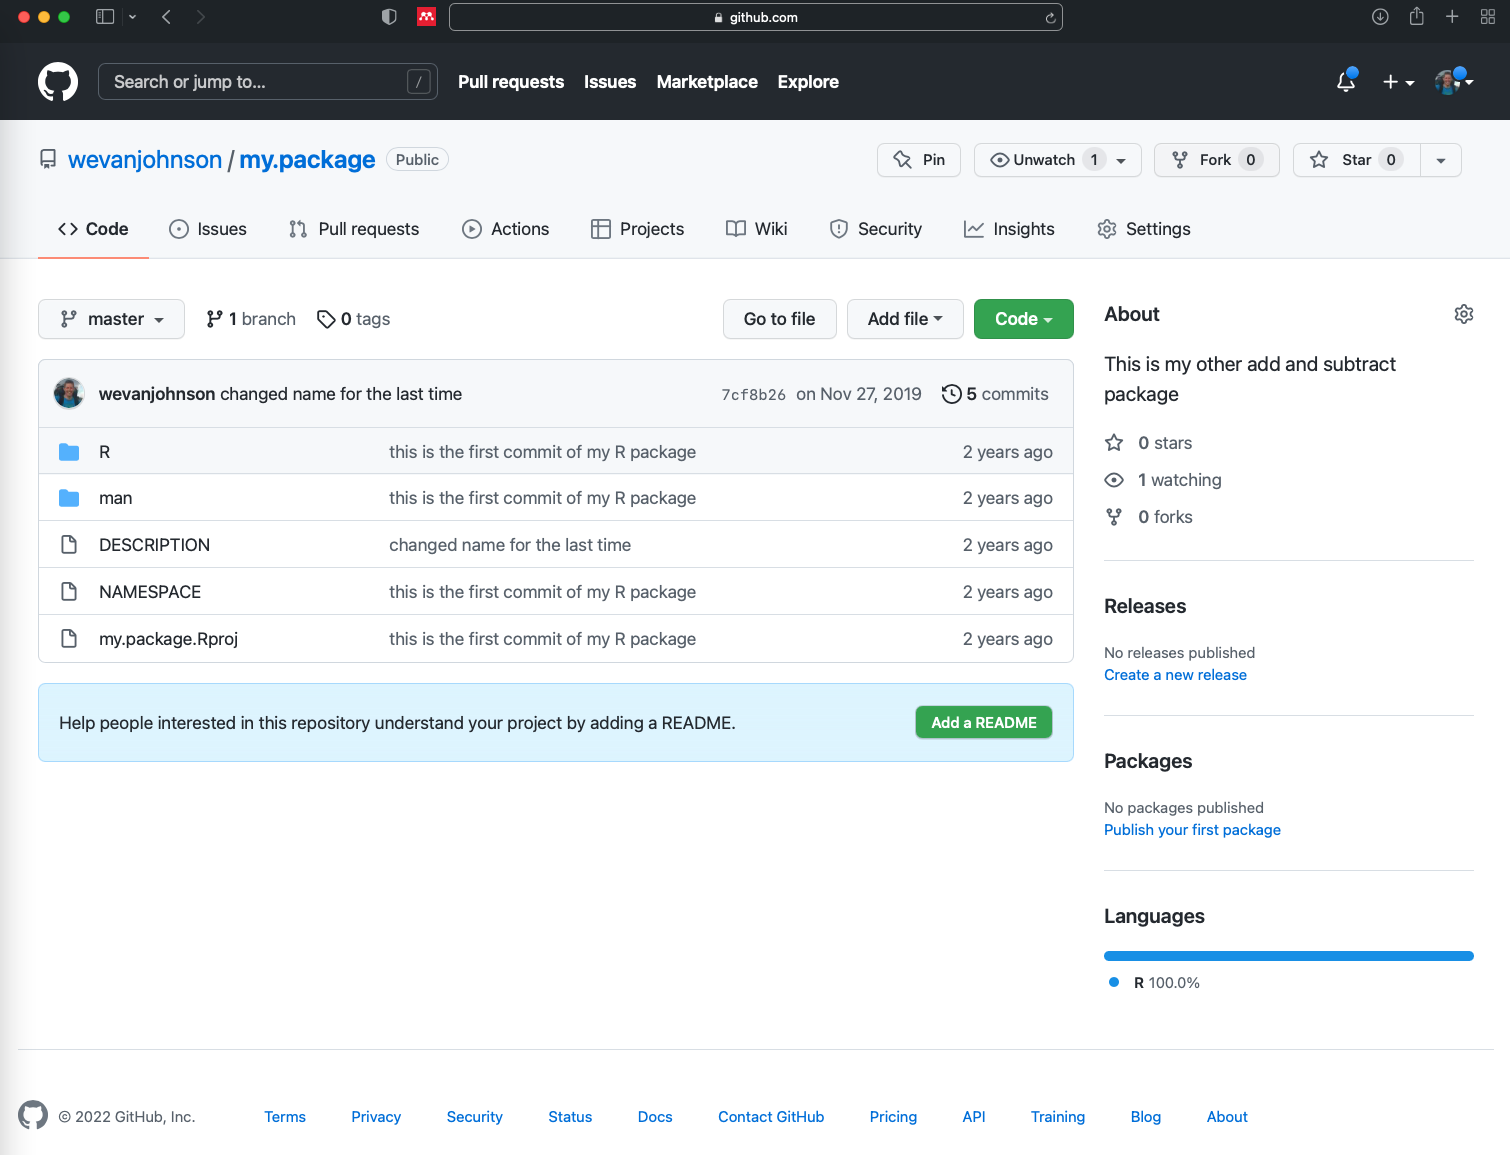 github.com
Search or jump to... /
Pull requests Issues Marketplace Explore
wevanjohnson / my.package Public
Pin Unwatch 1 Fork 0 Star 0
Code Issues Pull requests Actions Projects Wiki Security Insights Settings
master 1 branch 0 tags Go to file Add file Code
wevanjohnson changed name for the last time 7cf8b26 on Nov 27, 2019 5 commits
R this is the first commit of my R package 2 years ago
man this is the first commit of my R package 2 years ago
DESCRIPTION changed name for the last time 2 years ago
NAMESPACE this is the first commit of my R package 2 years ago
my.package.Rproj this is the first commit of my R package 2 years ago
Help people interested in this repository understand your project by adding a README. Add a README
About
This is my other add and subtract
package
0 stars
1 watching
0 forks
Releases
No releases published
Create a new release
Packages
No packages published
Publish your first package
Languages
R 100.0%
© 2022 GitHub, Inc. Terms Privacy Security Status Docs Contact GitHub Pricing API Training Blog About